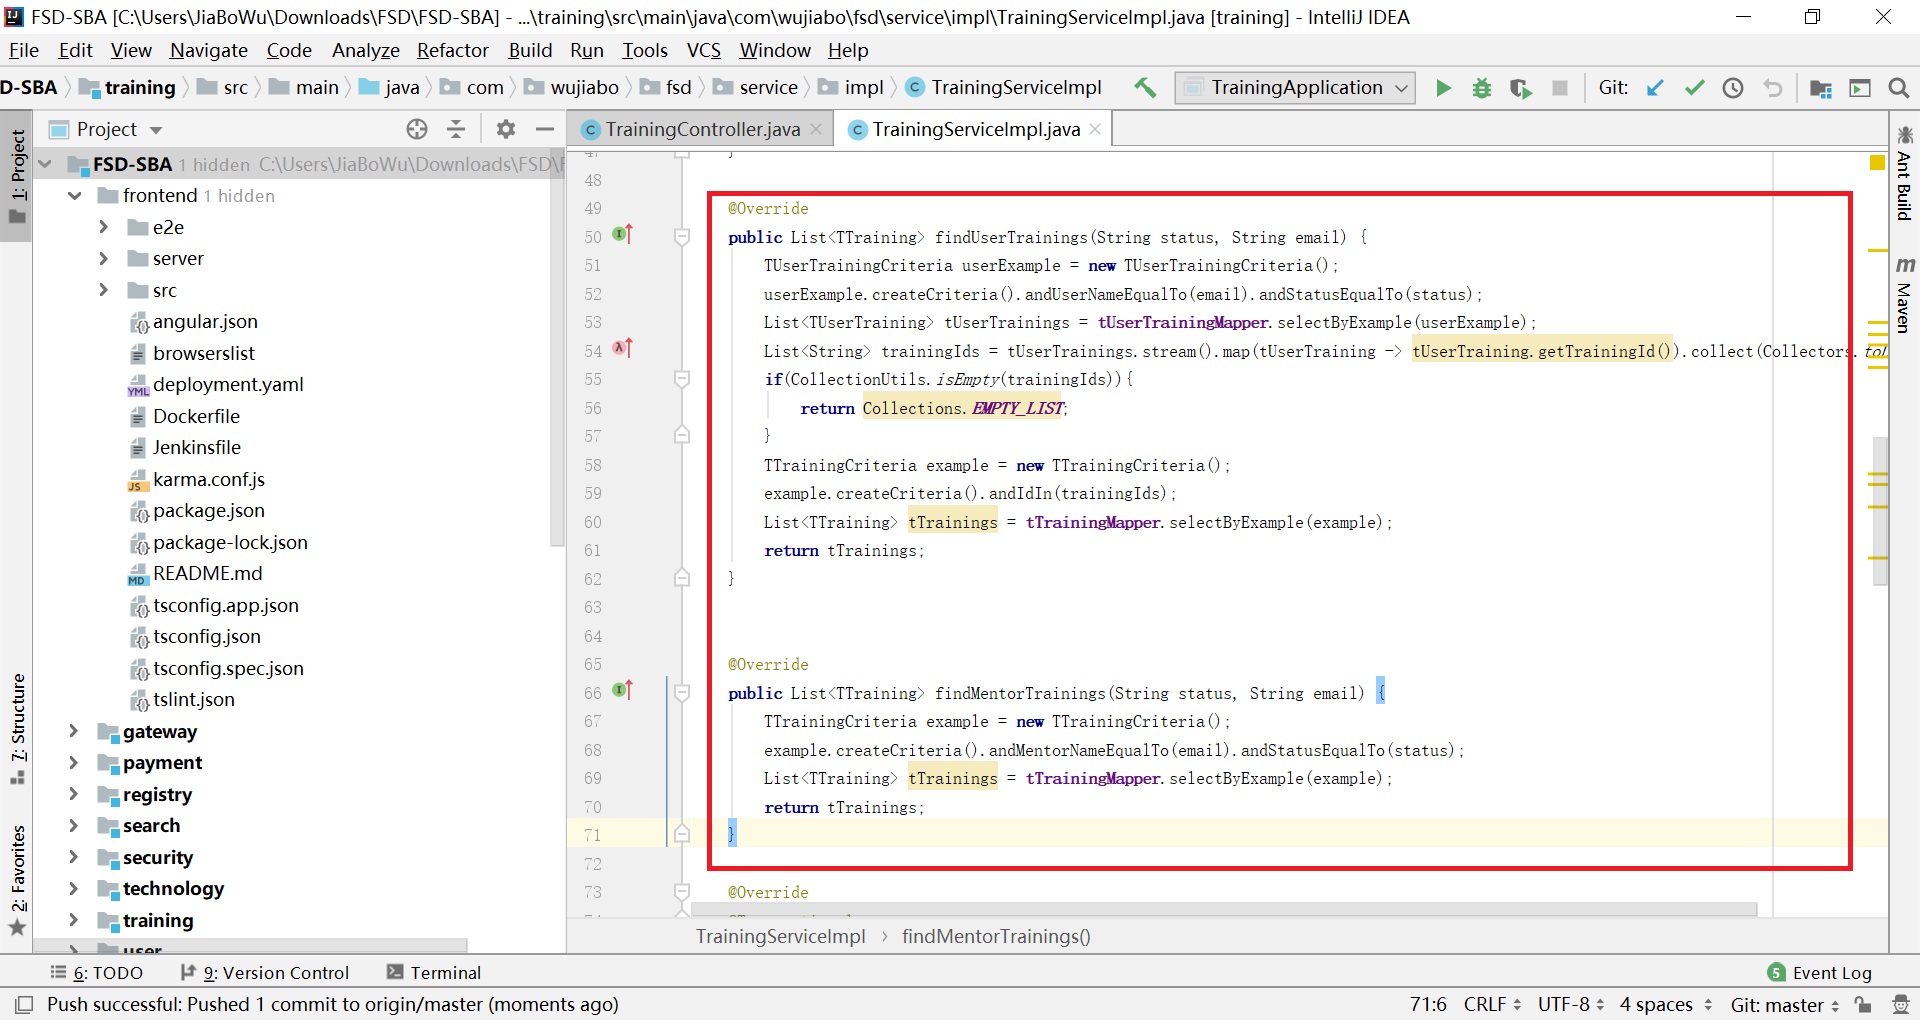 FSD-SBA [C:\Users\JiaBoWu\Downloads\FSD\FSD-SBA] - ...\training\src\main\java\com\wujiabo\fsd\service\impl\TrainingServiceImpl.java [training] - IntelliJ IDEA
File Edit View Navigate Code Analyze Refactor Build Run Tools VCS Window Help
D-SBA training src main java com wujiabo fsd service impl TrainingServiceImpl TrainingApplication Git:
1: Project
7: Structure
2: Favorites
Project
FSD-SBA 1 hidden C:\Users\JiaBoWu\Downloads\FSD\F
frontend 1 hidden
e2e
server
src
angular.json
browserslist
deployment.yaml
Dockerfile
Jenkinsfile
karma.conf.js
package.json
package-lock.json
README.md
tsconfig.app.json
tsconfig.json
tsconfig.spec.json
tslint.json
gateway
payment
registry
search
security
technology
training
user
TrainingController.java TrainingServiceImpl.java
47 }
48
49 @Override
50 public List<TTraining> findUserTrainings(String status, String email) {
51 TUserTrainingCriteria userExample = new TUserTrainingCriteria();
52 userExample.createCriteria().andUserNameEqualTo(email).andStatusEqualTo(status);
53 List<TUserTraining> tUserTrainings = tUserTrainingMapper.selectByExample(userExample);
54 List<String> trainingIds = tUserTrainings.stream().map(tUserTraining -> tUserTraining.getTrainingId()).collect(Collectors.toL
55 if(CollectionUtils.isEmpty(trainingIds)){
56 return Collections.EMPTY_LIST;
57 }
58 TTrainingCriteria example = new TTrainingCriteria();
59 example.createCriteria().andIdIn(trainingIds);
60 List<TTraining> tTrainings = tTrainingMapper.selectByExample(example);
61 return tTrainings;
62 }
63
64
65 @Override
66 public List<TTraining> findMentorTrainings(String status, String email) {
67 TTrainingCriteria example = new TTrainingCriteria();
68 example.createCriteria().andMentorNameEqualTo(email).andStatusEqualTo(status);
69 List<TTraining> tTrainings = tTrainingMapper.selectByExample(example);
70 return tTrainings;
71 }
72
73 @Override
TrainingServiceImpl › findMentorTrainings()
Ant Build
Maven
6: TODO 9: Version Control Terminal 5 Event Log
Push successful: Pushed 1 commit to origin/master (moments ago) 71:6 CRLF UTF-8 4 spaces Git: master